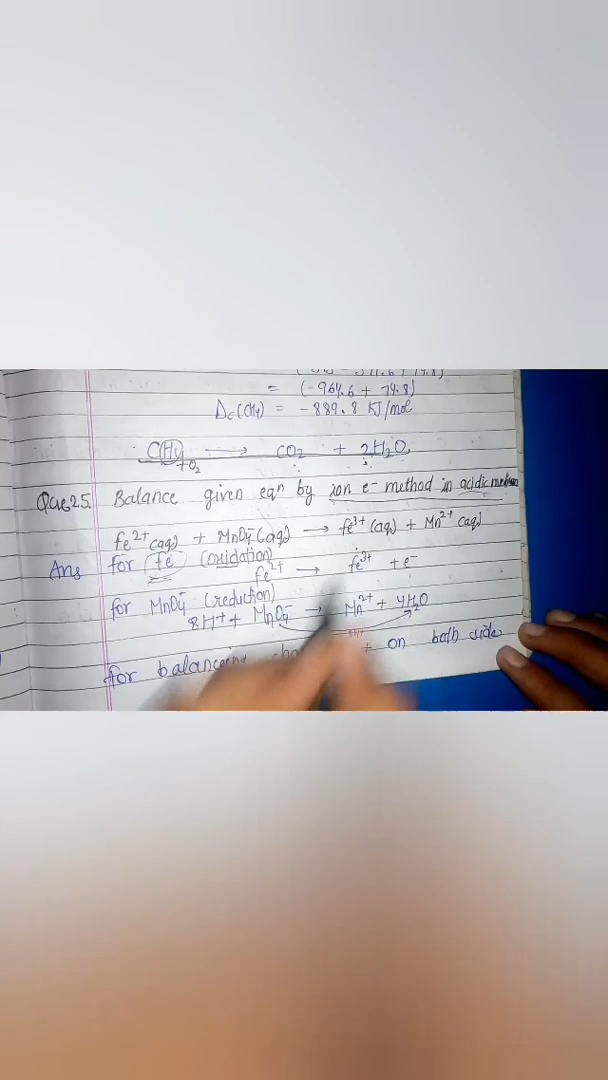 = (-964.6 + 74.8)
Δc(CH4) = -889.8 KJ/mol
CH4 + O2 ⟶ CO2 + 2H2O
Que25. Balance given eqn by ion e- method in acidic medium
fe2+ (aq) + MnO4- (aq) ⟶ fe3+ (aq) + Mn2+ (aq)
Ans for fe (oxidation)
fe2+ ⟶ fe3+ + e-
for MnO4- (reduction)
8H+ + MnO4- ⟶ Mn2+ + 4H2O
for balanceing + on both side